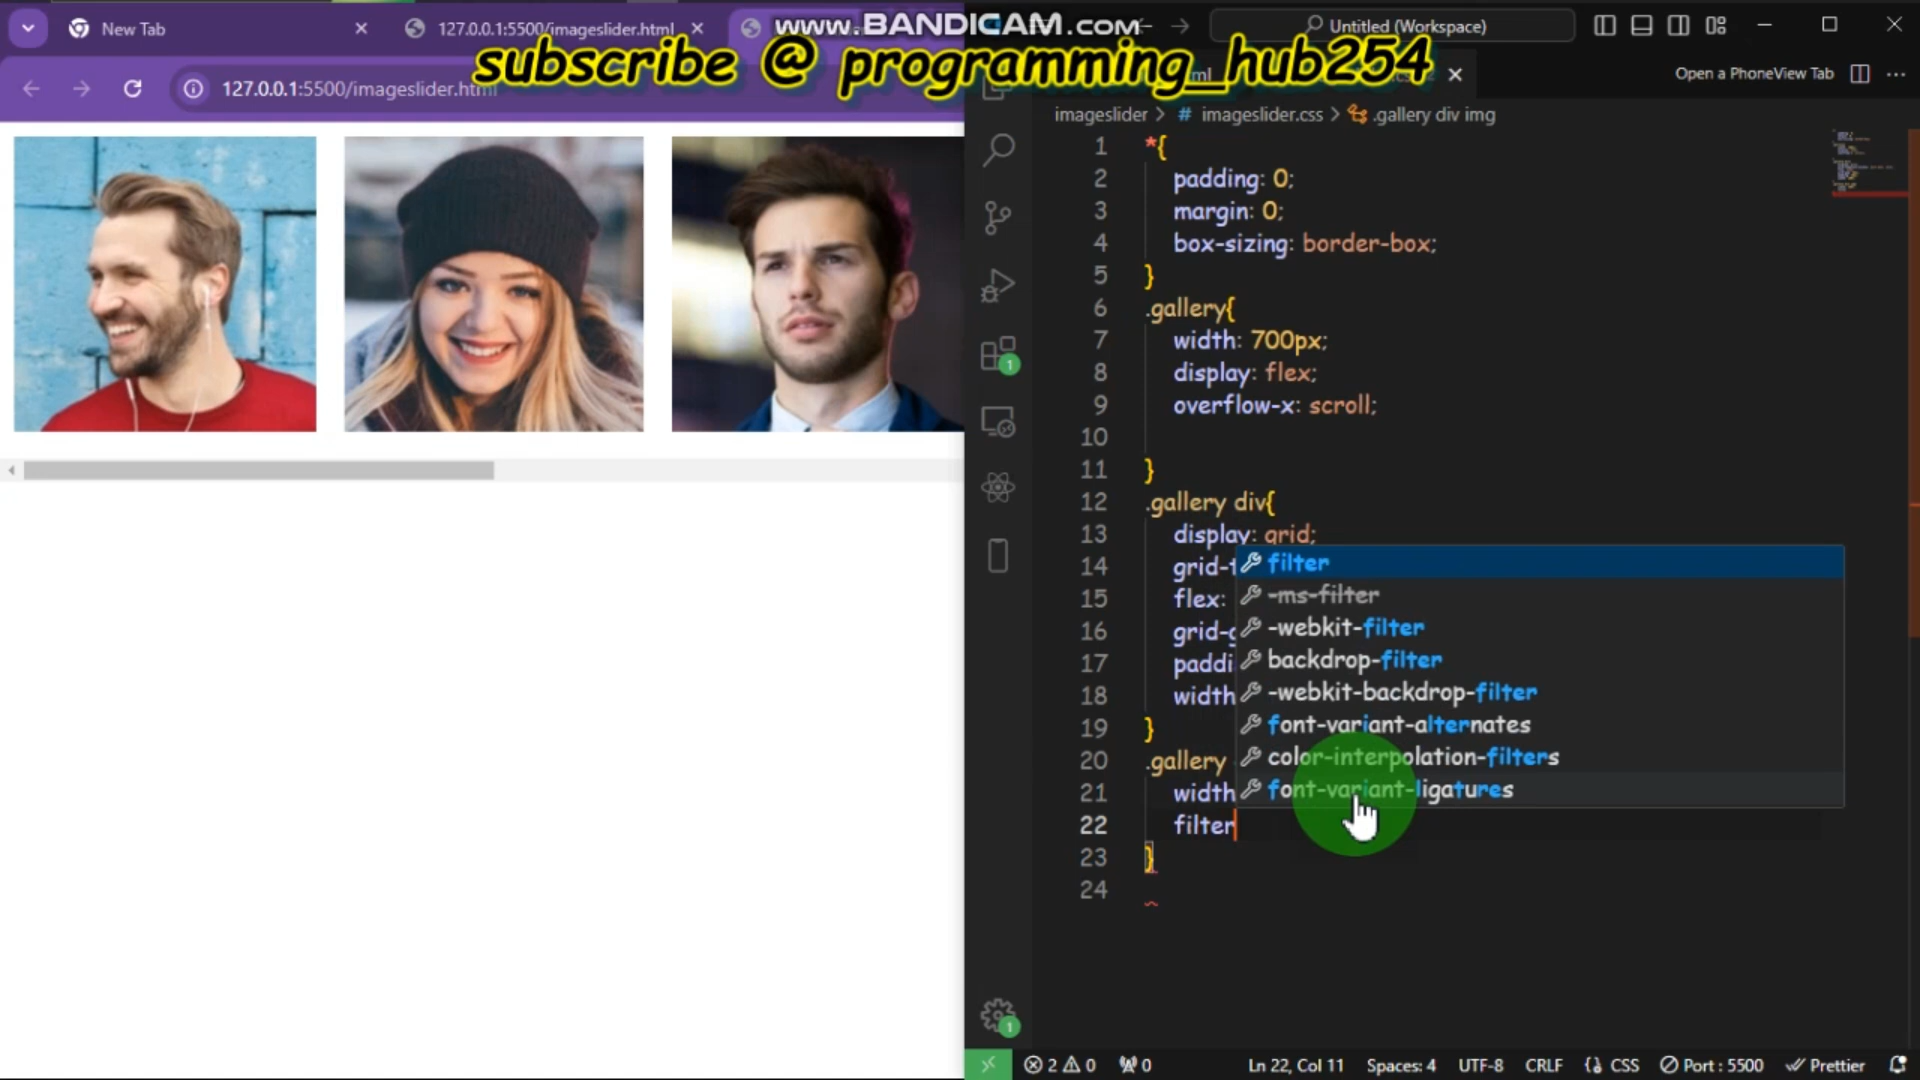 www.BANDICAM.com
subscribe @ programming_hub254
New Tab
127.0.0.1:5500/imageslider.html
127.0.0.1:5500/imageslider.html
Untitled (Workspace)
Open a PhoneView Tab
imageslider > # imageslider.css > .gallery div img
1 *{
2 padding: 0;
3 margin: 0;
4 box-sizing: border-box;
5 }
6 .gallery{
7 width: 700px;
8 display: flex;
9 overflow-x: scroll;
10
11 }
12 .gallery div{
13 display: grid;
14 grid-t
15 flex:
16 grid-g
17 paddi
18 width
19 }
20 .gallery
21 width
22 filter
23 }
24
filter
-ms-filter
-webkit-filter
backdrop-filter
-webkit-backdrop-filter
font-variant-alternates
color-interpolation-filters
font-variant-ligatures
1
1
2 0 0
Ln 22, Col 11
Spaces: 4
UTF-8
CRLF
{} CSS
Port : 5500
Prettier